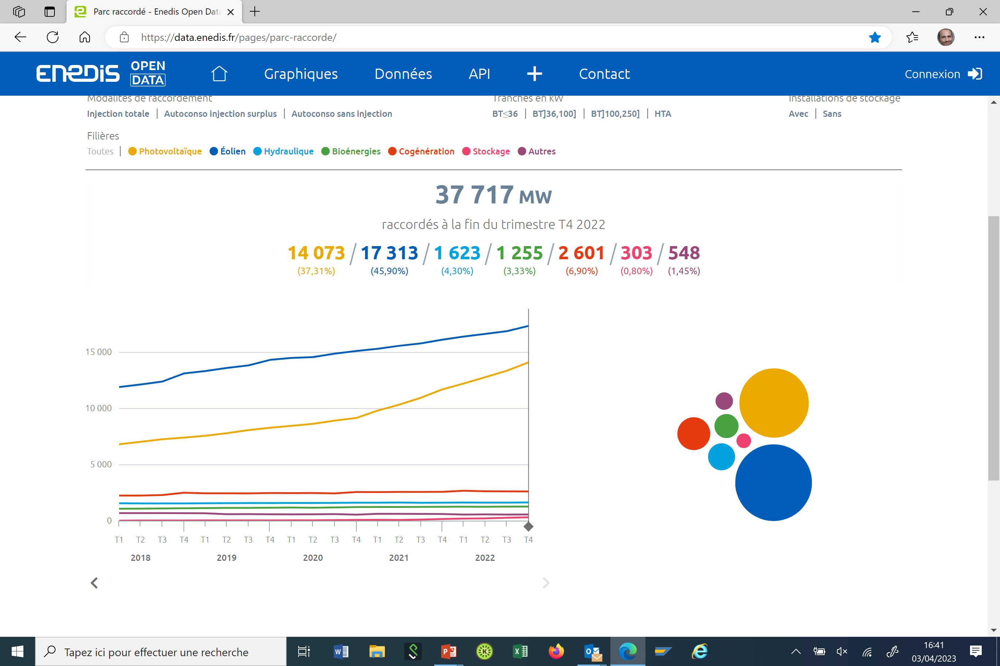 Parc raccordé - Enedis Open Data
https://data.enedis.fr/pages/parc-raccorde/
ENEDIS OPEN DATA
Graphiques Données API + Contact Connexion
Modalités de raccordement Tranches en kW Installations de stockage
Injection totale | Autoconso injection surplus | Autoconso sans injection BT≤36 | BT]36,100] | BT]100,250] | HTA Avec | Sans
Filières
Toutes | Photovoltaïque Éolien Hydraulique Bioénergies Cogénération Stockage Autres
37 717 MW
raccordés à la fin du trimestre T4 2022
14 073 / 17 313 / 1 623 / 1 255 / 2 601 / 303 / 548
(37,31%) (45,90%) (4,30%) (3,33%) (6,90%) (0,80%) (1,45%)
15 000
10 000
5 000
0
T1 T2 T3 T4 T1 T2 T3 T4 T1 T2 T3 T4 T1 T2 T3 T4 T1 T2 T3 T4
2018 2019 2020 2021 2022
Tapez ici pour effectuer une recherche
16:41
03/04/2023